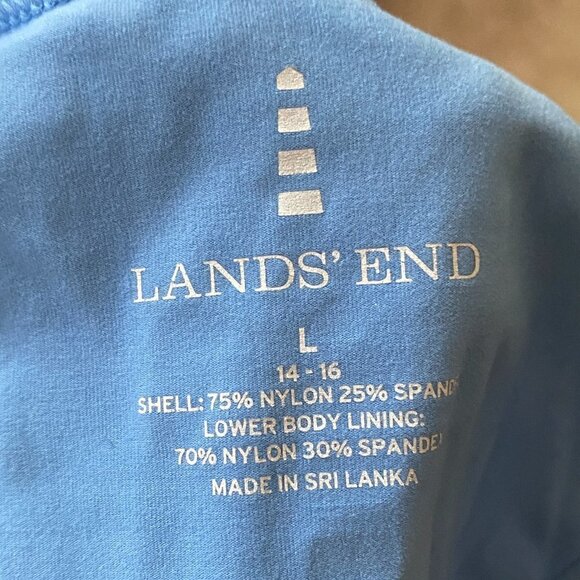 LANDS' END
L
14 - 16
SHELL: 75% NYLON 25% SPAND
LOWER BODY LINING:
70% NYLON 30% SPANDE
MADE IN SRI LANKA